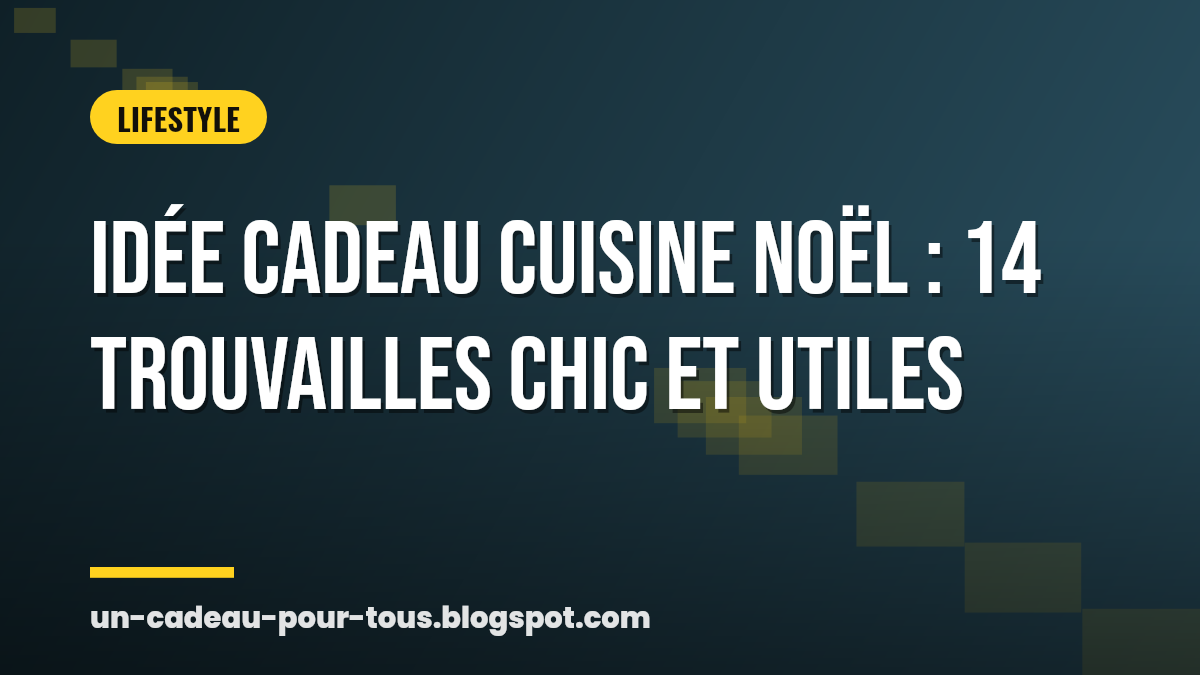 LIFESTYLE
IDÉE CADEAU CUISINE NOËL : 14
TROUVAILLES CHIC ET UTILES
un-cadeau-pour-tous.blogspot.com